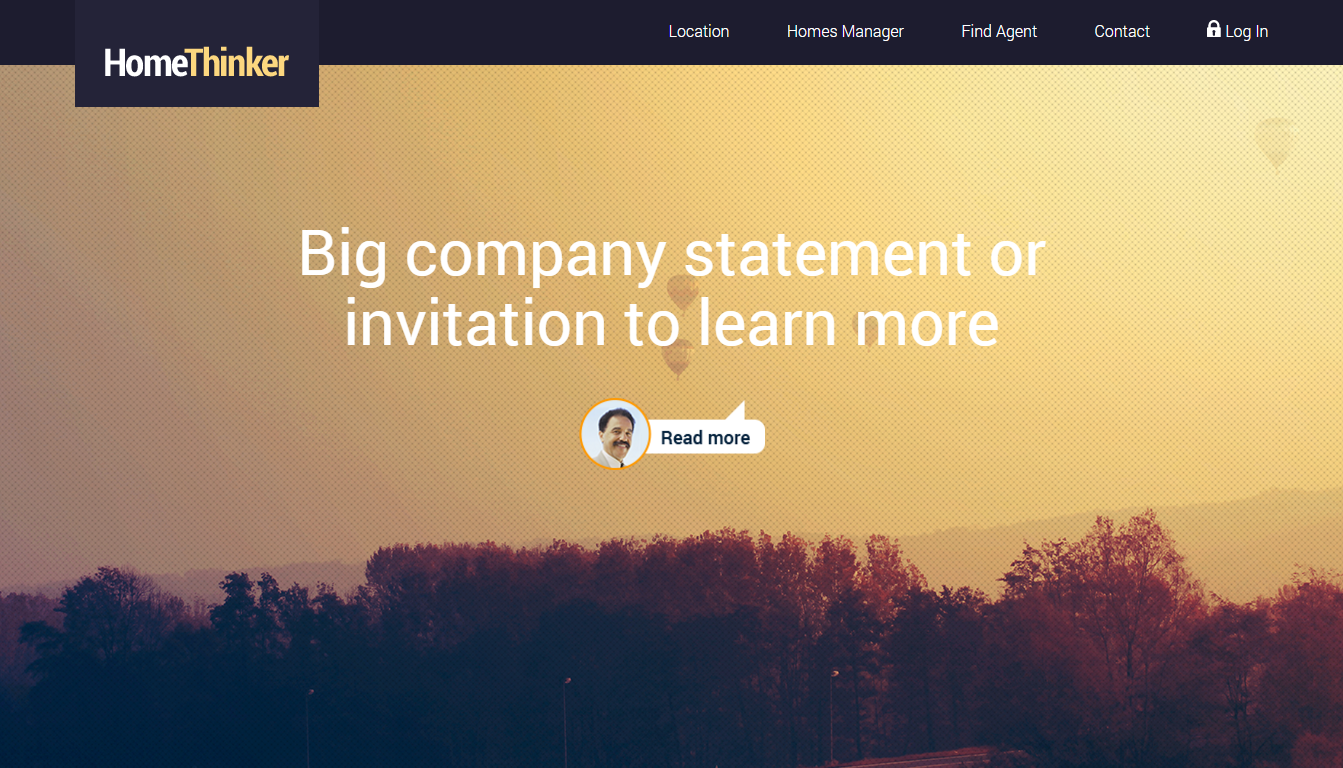 HomeThinker
Location Homes Manager Find Agent Contact Log In
Big company statement or
invitation to learn more
Read more